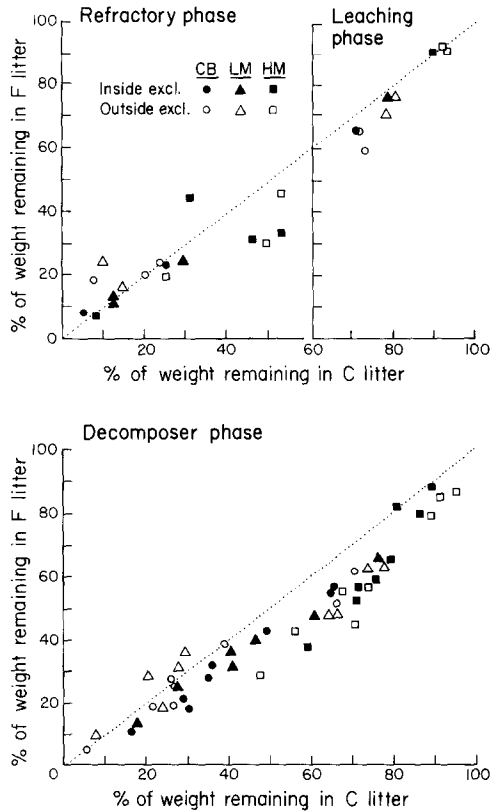 Refractory phase
Leaching
phase
CB LM HM
Inside excl.
Outside excl.
% of weight remaining in F litter
100
80
60
40
20
0
20
40
60
80
100
% of weight remaining in C litter
Decomposer phase
% of weight remaining in F litter
100
80
60
40
20
0
20
40
60
80
100
% of weight remaining in C litter